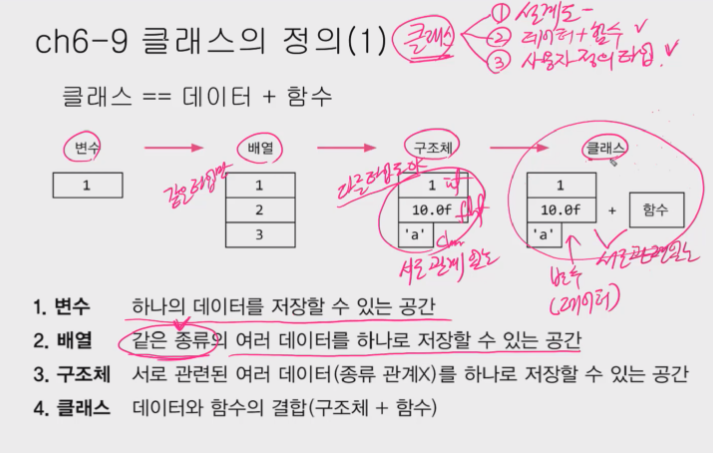 ch6-9 클래스의 정의(1) 클래스
① 설계도
② 데이터+함수
③ 사용자정의타입.
클래스 == 데이터 + 함수
변수 배열 구조체 클래스
같은타입만
다른타입도
1
1
2
3
1 int
10.0f float
'a' char
서로 관계 있는
1
10.0f + 함수
'a'
변수
(데이터)
서로관계있는
1. 변수 하나의 데이터를 저장할 수 있는 공간
2. 배열 같은 종류의 여러 데이터를 하나로 저장할 수 있는 공간
3. 구조체 서로 관련된 여러 데이터(종류 관계X)를 하나로 저장할 수 있는 공간
4. 클래스 데이터와 함수의 결합(구조체 + 함수)